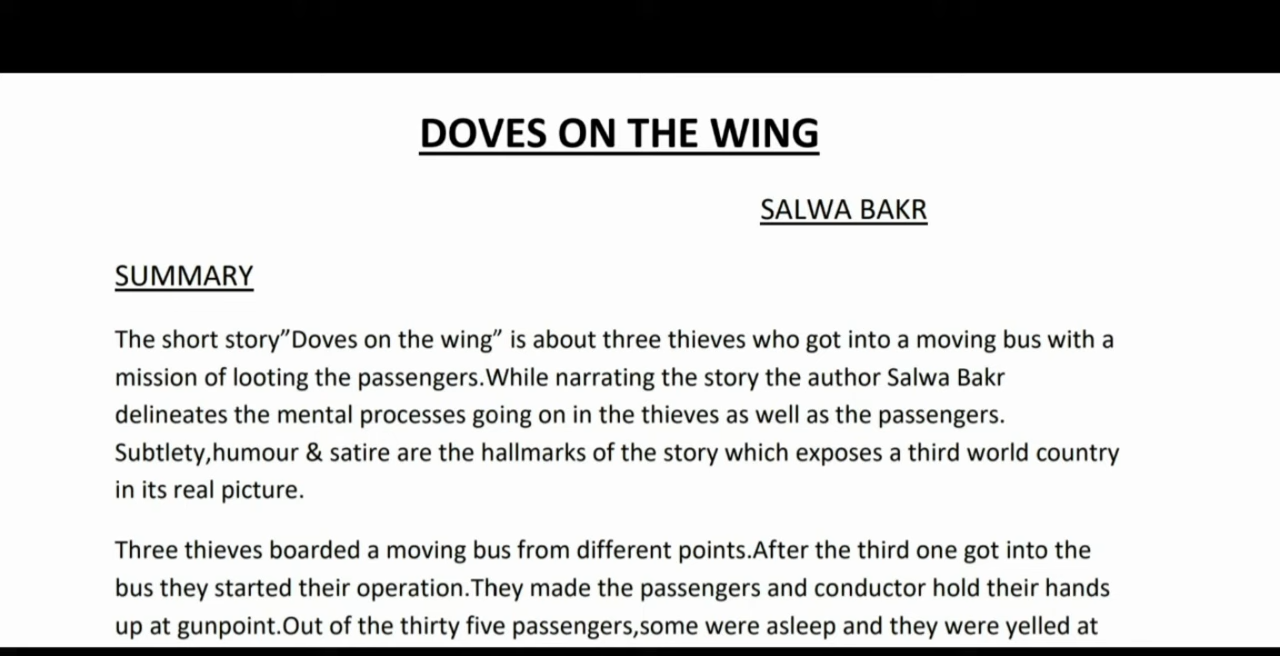 DOVES ON THE WING
SALWA BAKR
SUMMARY
The short story”Doves on the wing” is about three thieves who got into a moving bus with a
mission of looting the passengers.While narrating the story the author Salwa Bakr
delineates the mental processes going on in the thieves as well as the passengers.
Subtlety,humour & satire are the hallmarks of the story which exposes a third world country
in its real picture.
Three thieves boarded a moving bus from different points.After the third one got into the
bus they started their operation.They made the passengers and conductor hold their hands
up at gunpoint.Out of the thirty five passengers,some were asleep and they were yelled at